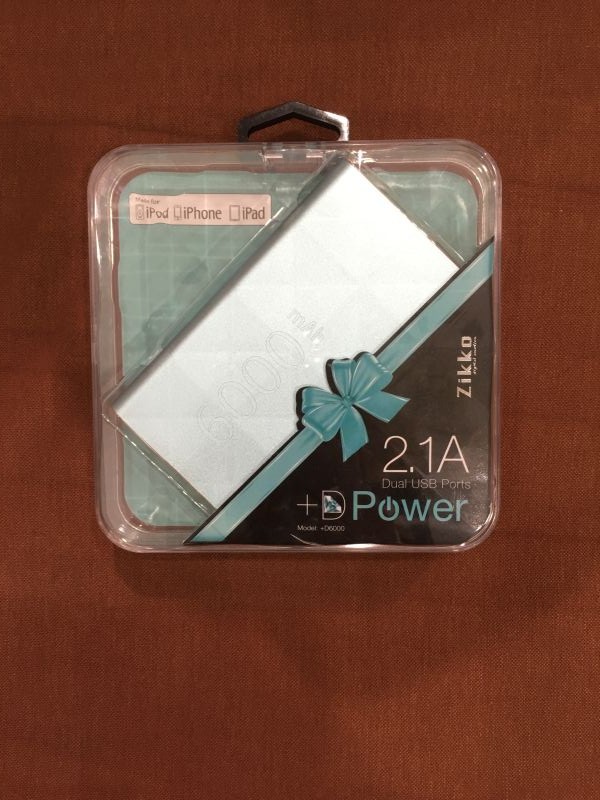 Made for
iPod iPhone iPad
mAh
6000
Zikko
2.1A
Dual USB Ports
+D Power
Model: +D6000